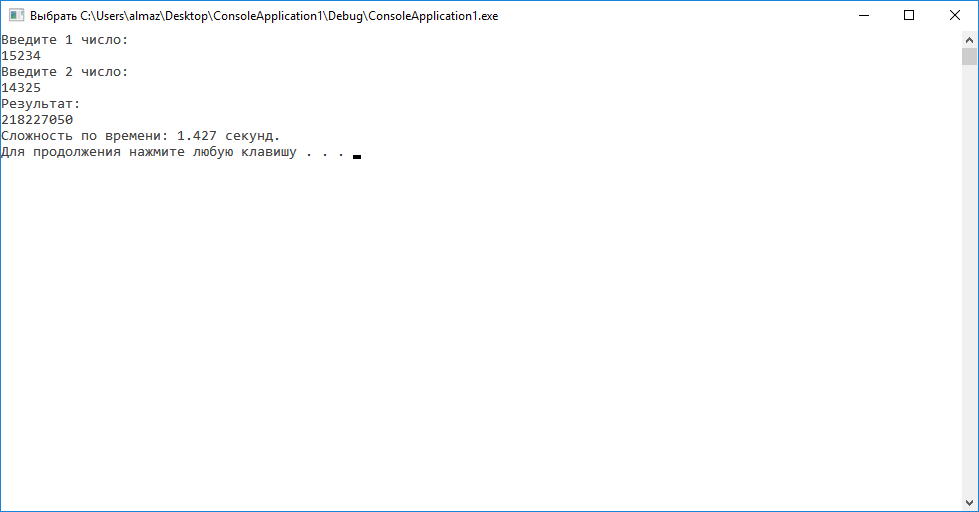 Выбрать C:\Users\almaz\Desktop\ConsoleApplication1\Debug\ConsoleApplication1.exe
Введите 1 число:
15234
Введите 2 число:
14325
Результат:
218227050
Сложность по времени: 1.427 секунд.
Для продолжения нажмите любую клавишу . . .